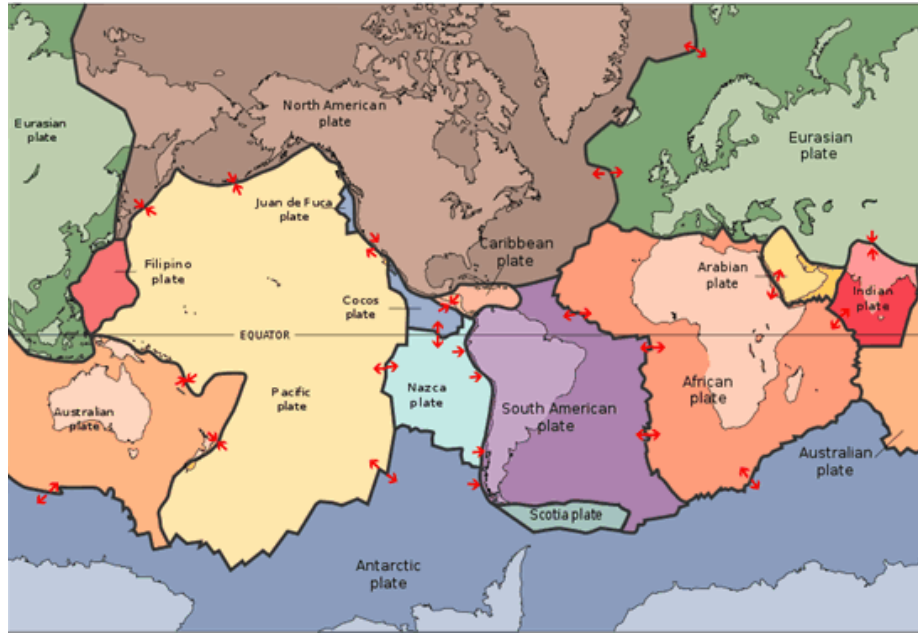 North American
plate
Eurasian
plate
Eurasian
plate
Juan de Fuca
plate
Caribbean
plate
Filipino
plate
Arabian
plate
Cocos
plate
Indian
plate
EQUATOR
Nazca
plate
African
plate
Pacific
plate
South American
plate
Australian
plate
Australian
plate
Scotia plate
Antarctic
plate